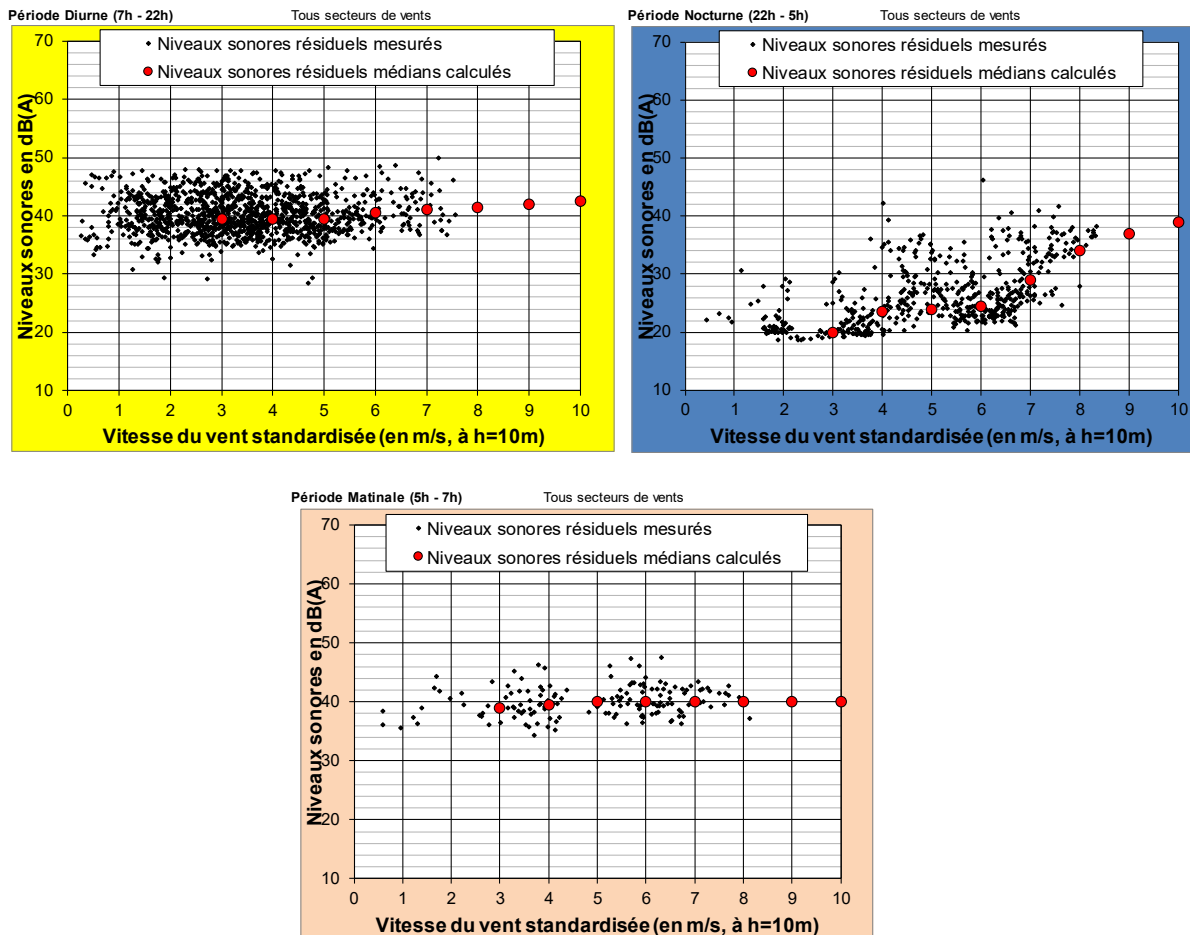 Période Diurne (7h - 22h) Tous secteurs de vents
Niveaux sonores résiduels mesurés
Niveaux sonores résiduels médians calculés
Niveaux sonores en dB(A)
70
60
50
40
30
20
10
0 1 2 3 4 5 6 7 8 9 10
Vitesse du vent standardisée (en m/s, à h=10m)
Période Nocturne (22h - 5h) Tous secteurs de vents
Niveaux sonores résiduels mesurés
Niveaux sonores résiduels médians calculés
Niveaux sonores en dB(A)
70
60
50
40
30
20
10
0 1 2 3 4 5 6 7 8 9 10
Vitesse du vent standardisée (en m/s, à h=10m)
Période Matinale (5h - 7h) Tous secteurs de vents
Niveaux sonores résiduels mesurés
Niveaux sonores résiduels médians calculés
Niveaux sonores en dB(A)
70
60
50
40
30
20
10
0 1 2 3 4 5 6 7 8 9 10
Vitesse du vent standardisée (en m/s, à h=10m)